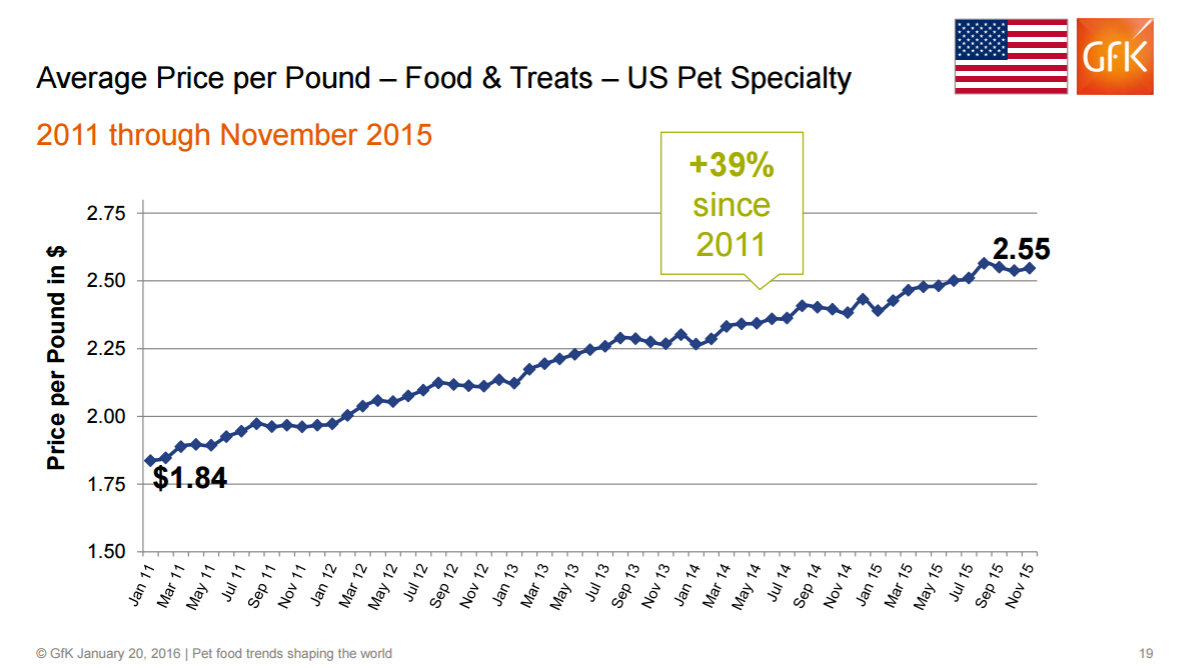 GfK
Average Price per Pound – Food & Treats – US Pet Specialty
2011 through November 2015
+39%
since
2011
2.75
2.50
2.25
2.00
1.75
1.50
Price per Pound in $
$1.84
2.55
Jan 11
Mar 11
May 11
Jul 11
Sep 11
Nov 11
Jan 12
Mar 12
May 12
Jul 12
Sep 12
Nov 12
Jan 13
Mar 13
May 13
Jul 13
Sep 13
Nov 13
Jan 14
Mar 14
May 14
Jul 14
Sep 14
Nov 14
Jan 15
Mar 15
May 15
Jul 15
Sep 15
Nov 15
© GfK January 20, 2016 | Pet food trends shaping the world
19